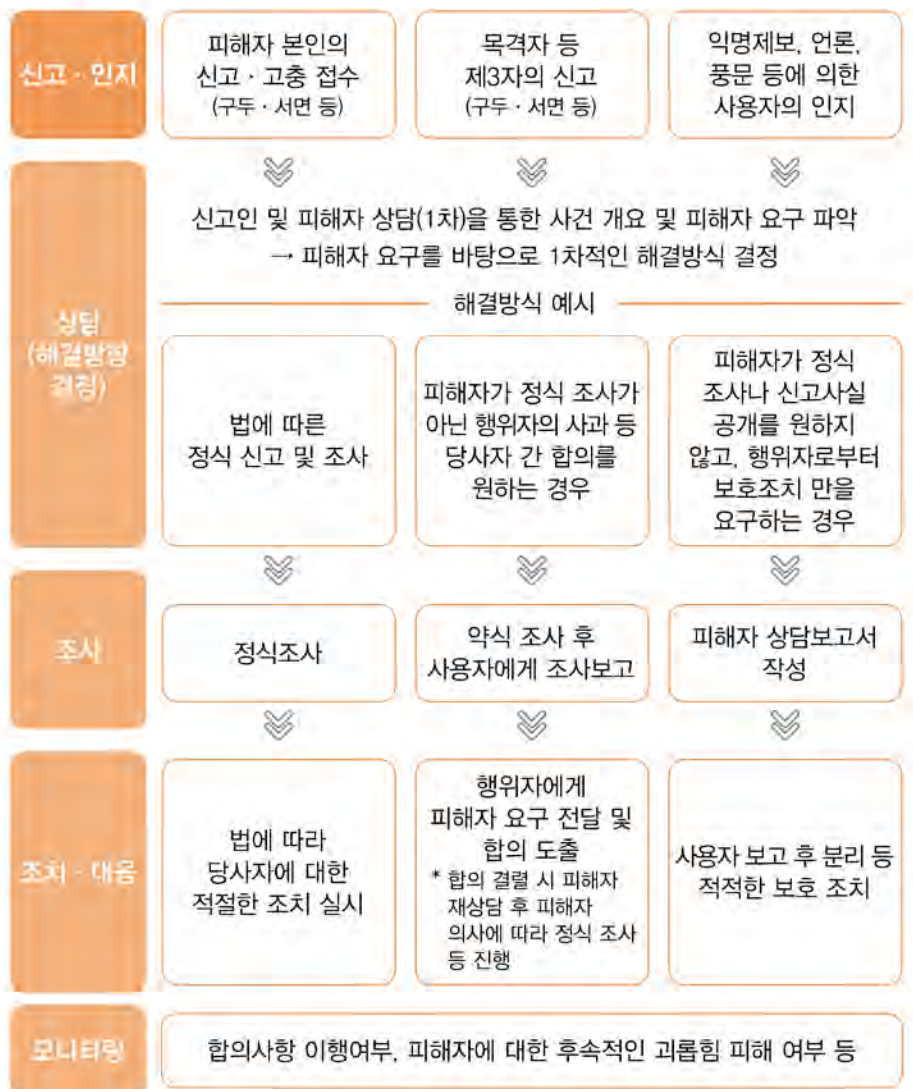 신고 · 인지
피해자 본인의
신고 · 고충 접수
(구두 · 서면 등)
목격자 등
제3자의 신고
(구두 · 서면 등)
익명제보, 언론,
풍문 등에 의한
사용자의 인지
상담
(해결방향
결정)
신고인 및 피해자 상담(1차)을 통한 사건 개요 및 피해자 요구 파악
→ 피해자 요구를 바탕으로 1차적인 해결방식 결정
해결방식 예시
법에 따른
정식 신고 및 조사
피해자가 정식 조사가
아닌 행위자의 사과 등
당사자 간 합의를
원하는 경우
피해자가 정식
조사나 신고사실
공개를 원하지
않고, 행위자로부터
보호조치 만을
요구하는 경우
조사
정식조사
약식 조사 후
사용자에게 조사보고
피해자 상담보고서
작성
조치 · 대응
법에 따라
당사자에 대한
적절한 조치 실시
행위자에게
피해자 요구 전달 및
합의 도출
* 합의 결렬 시 피해자
재상담 후 피해자
의사에 따라 정식 조사
등 진행
사용자 보고 후 분리 등
적적한 보호 조치
모니터링
합의사항 이행여부, 피해자에 대한 후속적인 괴롭힘 피해 여부 등